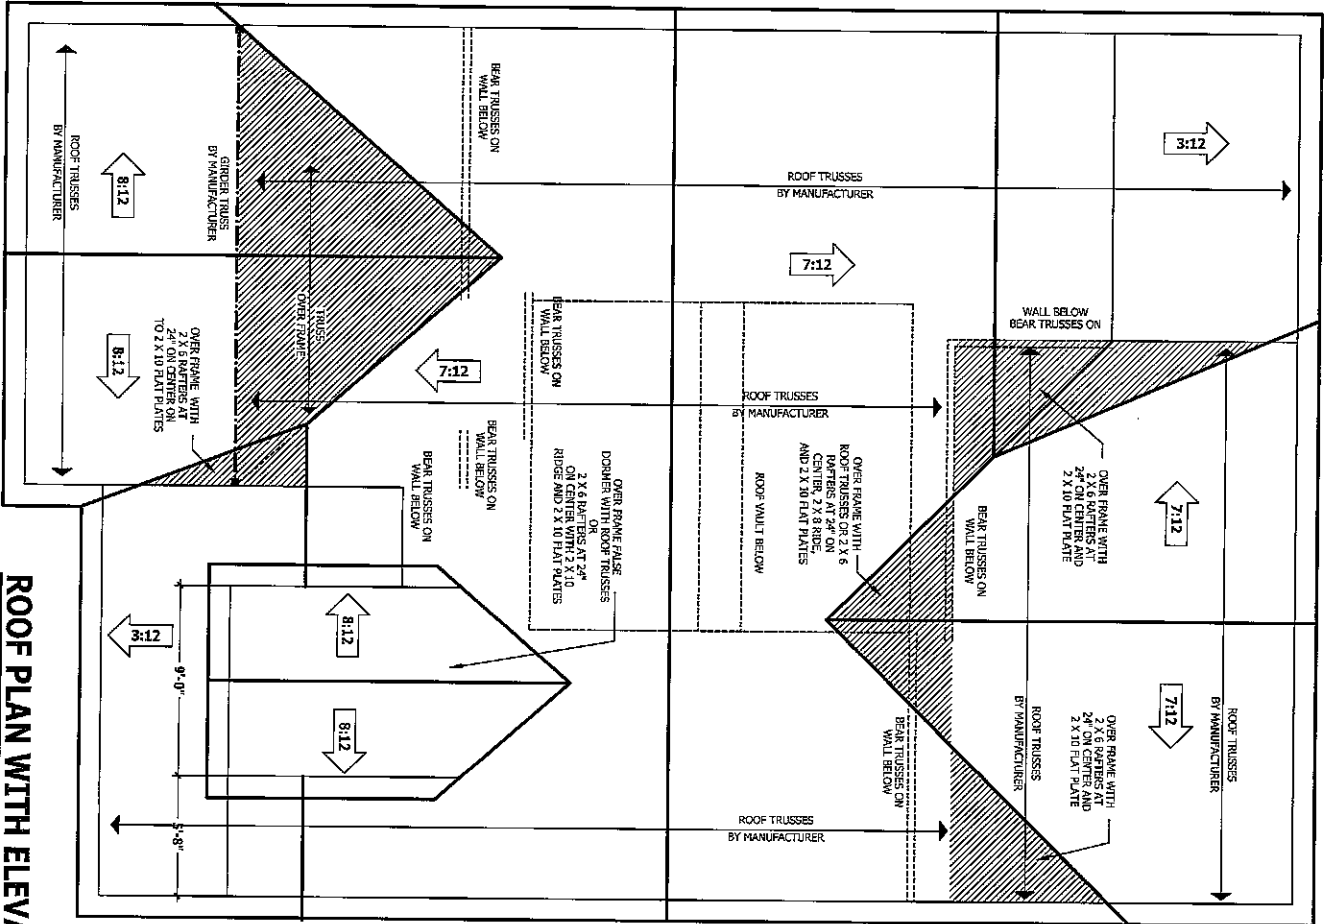 ROOF TRUSSES
BY MANUFACTURER
8:12
GIRDER TRUSS
BY MANUFACTURER
BEAR TRUSSES ON
WALL BELOW
TRUSS
OVER FRAME
8:12
OVER FRAME WITH
2 X 6 RAFTERS AT
24" ON CENTER ON
TO 2 X 10 FLAT PLATES
3:12
ROOF TRUSSES
BY MANUFACTURER
7:12
WALL BELOW
BEAR TRUSSES ON
BEAR TRUSSES ON
WALL BELOW
7:12
ROOF TRUSSES
BY MANUFACTURER
BEAR TRUSSES ON
WALL BELOW
BEAR TRUSSES ON
WALL BELOW
OVER FRAME FALSE
DORMER WITH ROOF TRUSSES
OR
2 X 6 RAFTERS AT 24"
ON CENTER WITH 2 X 10
RIDGE AND 2 X 10 FLAT PLATES
ROOF VAULT BELOW
OVER FRAME WITH
ROOF TRUSSES OR 2 X 6
RAFTERS AT 24" ON
CENTER, 2 X 8 RIDE,
AND 2 X 10 FLAT PLATES
BEAR TRUSSES ON
WALL BELOW
OVER FRAME WITH
2 X 6 RAFTERS AT
24" ON CENTER AND
2 X 10 FLAT PLATE
7:12
7:12
ROOF TRUSSES
BY MANUFACTURER
ROOF TRUSSES
BY MANUFACTURER
OVER FRAME WITH
2 X 6 RAFTERS AT
24" ON CENTER AND
2 X 10 FLAT PLATE
BEAR TRUSSES ON
WALL BELOW
ROOF TRUSSES
BY MANUFACTURER
8:12
8:12
3:12
9'-0"
5'-8"
ROOF PLAN WITH ELEVA